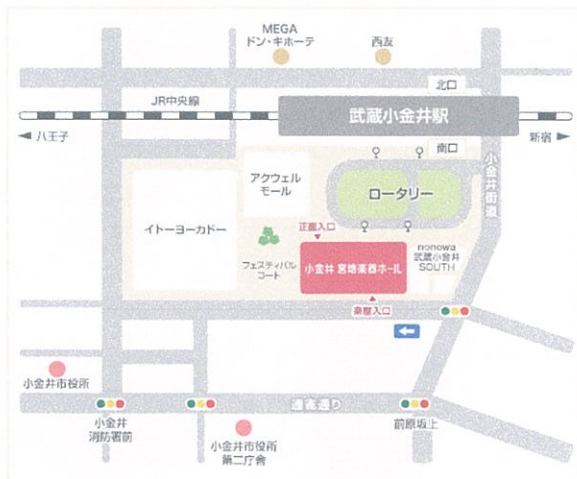 MEGA
ドン・キホーテ
西友
北口
JR中央線
武蔵小金井駅
八王子
新宿
南口
小金井街道
アクウェル
モール
ロータリー
イトーヨーカドー
正面入口
フェスティバル
コート
小金井 宮地楽器ホール
nonowa
武蔵小金井
SOUTH
楽屋入口
小金井市役所
連雀通り
小金井
消防署前
前原坂上
小金井市役所
第二庁舎